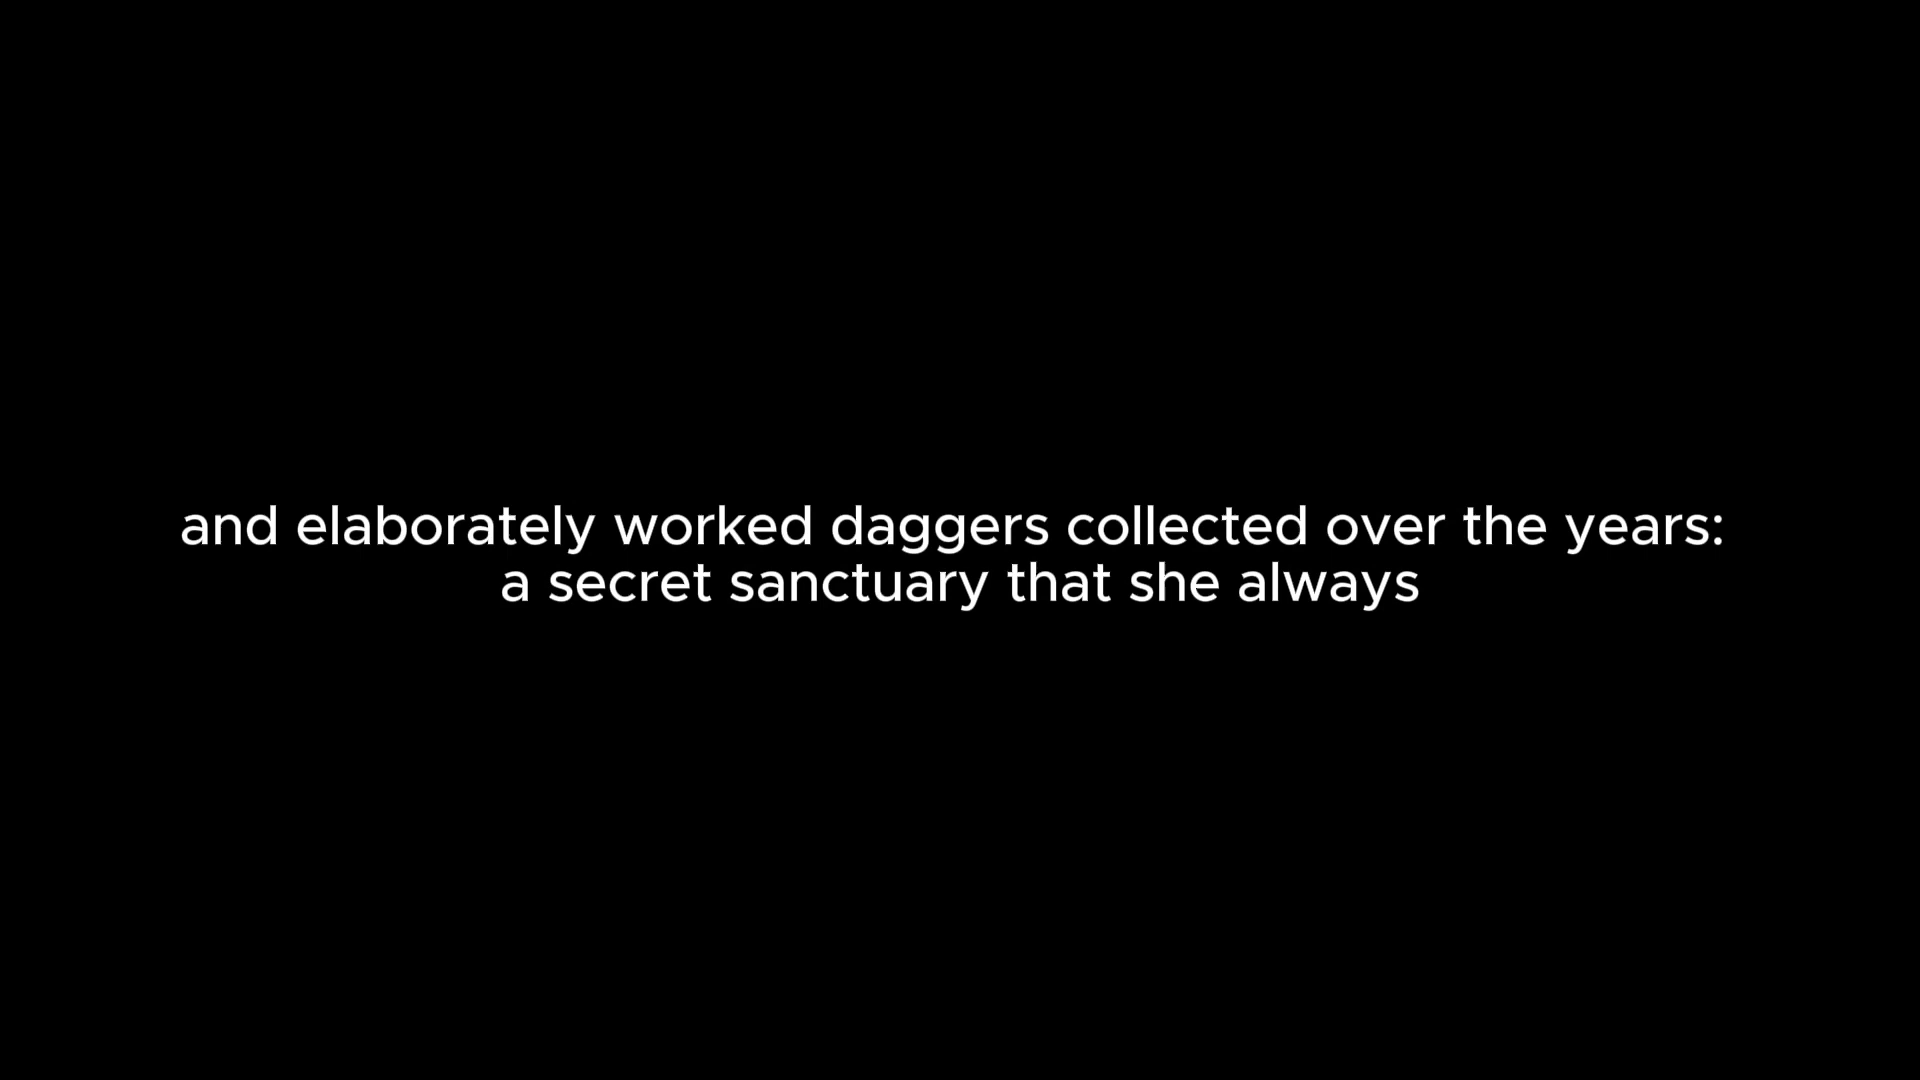 and elaborately worked daggers collected over the years:
a secret sanctuary that she always